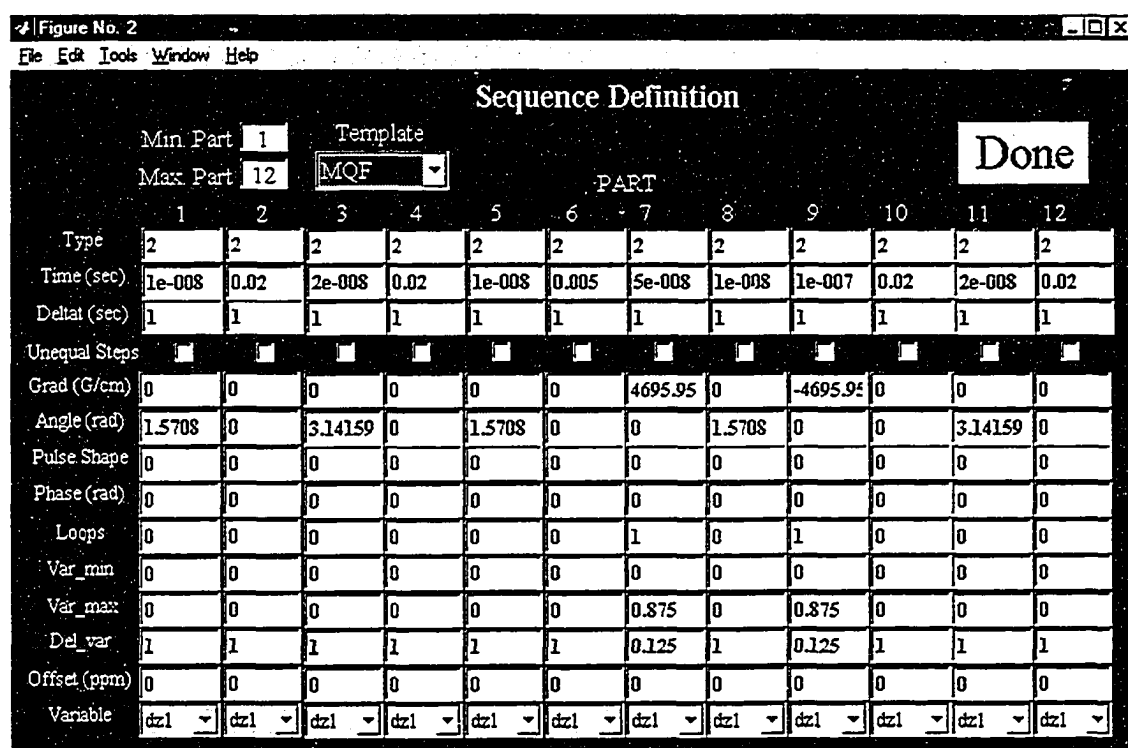 Figure No. 2
File Edit Tools Window Help
Sequence Definition
Min. Part 1 Template Done
Max. Part 12 MQF
PART
1 2 3 4 5 6 7 8 9 10 11 12
Type 2 2 2 2 2 2 2 2 2 2 2 2
Time (sec) 1e-008 0.02 2e-008 0.02 1e-008 0.005 5e-008 1e-008 1e-007 0.02 2e-008 0.02
Deltat (sec) 1 1 1 1 1 1 1 1 1 1 1 1
Unequal Steps
Grad (G/cm) 0 0 0 0 0 0 4695.95 0 -4695.95 0 0 0
Angle (rad) 1.5708 0 3.14159 0 1.5708 0 0 1.5708 0 0 3.14159 0
Pulse Shape 0 0 0 0 0 0 0 0 0 0 0 0
Phase (rad) 0 0 0 0 0 0 0 0 0 0 0 0
Loops 0 0 0 0 0 0 1 0 1 0 0 0
Var_min 0 0 0 0 0 0 0 0 0 0 0 0
Var_max 0 0 0 0 0 0 0.875 0 0.875 0 0 0
Del_var 1 1 1 1 1 1 0.125 1 0.125 1 1 1
Offset (ppm) 0 0 0 0 0 0 0 0 0 0 0 0
Variable dz1 dz1 dz1 dz1 dz1 dz1 dz1 dz1 dz1 dz1 dz1 dz1